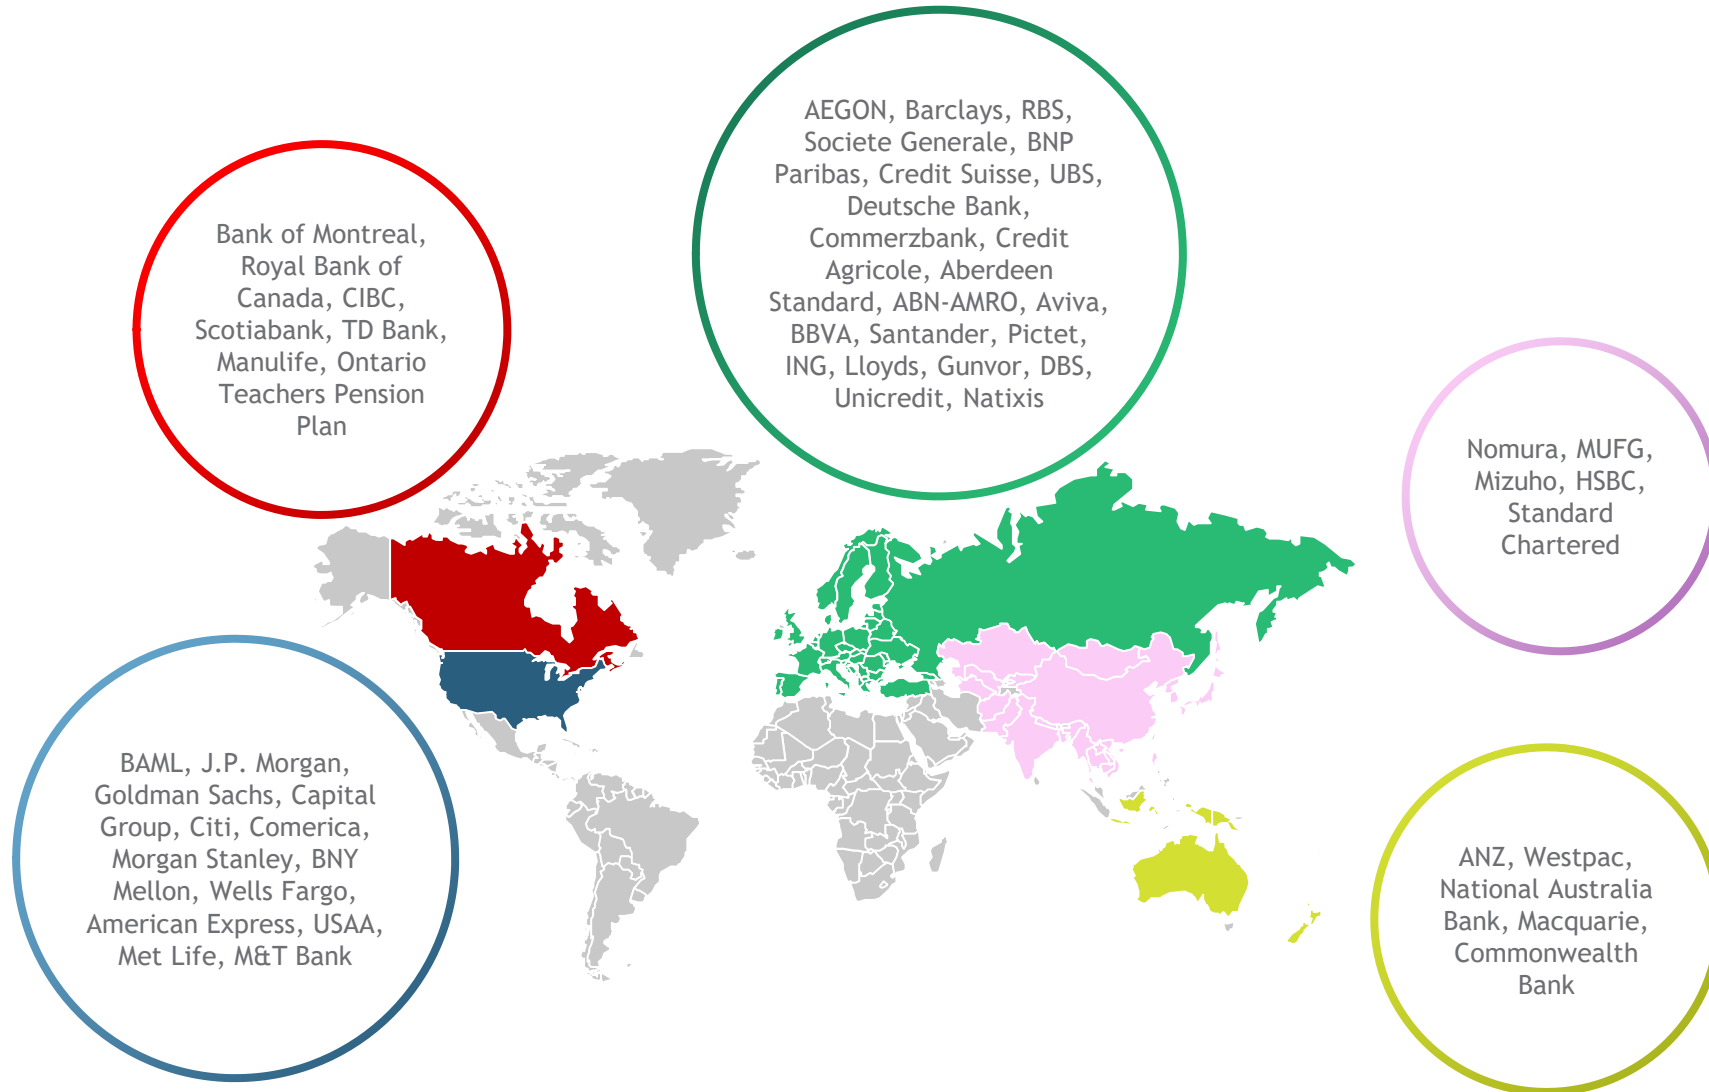 AEGON, Barclays, RBS,
Societe Generale, BNP
Paribas, Credit Suisse, UBS,
Deutsche Bank,
Commerzbank, Credit
Agricole, Aberdeen
Standard, ABN-AMRO, Aviva,
BBVA, Santander, Pictet,
ING, Lloyds, Gunvor, DBS,
Unicredit, Natixis
Bank of Montreal,
Royal Bank of
Canada, CIBC,
Scotiabank, TD Bank,
Manulife, Ontario
Teachers Pension
Plan
Nomura, MUFG,
Mizuho, HSBC,
Standard
Chartered
BAML, J.P. Morgan,
Goldman Sachs, Capital
Group, Citi, Comerica,
Morgan Stanley, BNY
Mellon, Wells Fargo,
American Express, USAA,
Met Life, M&T Bank
ANZ, Westpac,
National Australia
Bank, Macquarie,
Commonwealth
Bank